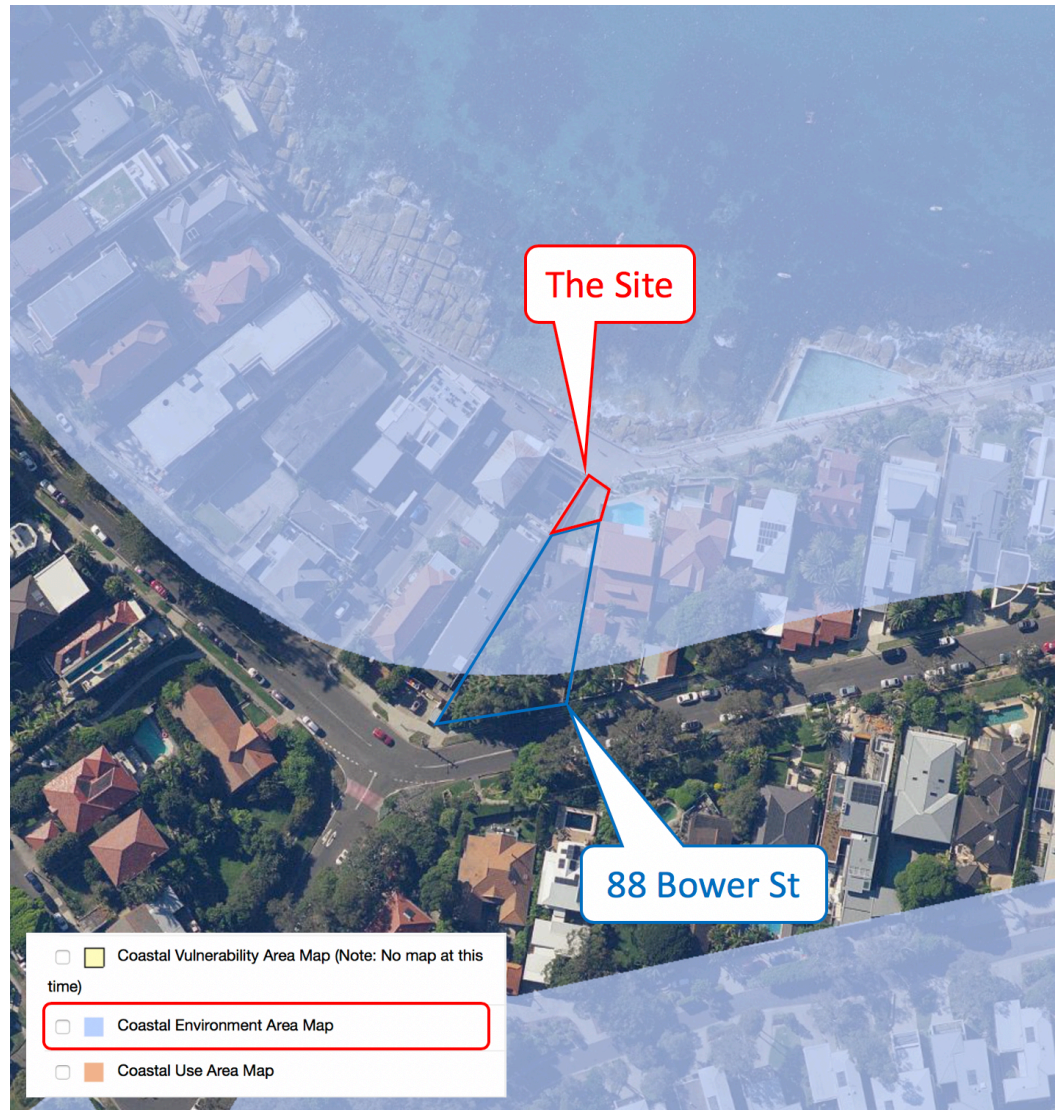 The Site
88 Bower St
Coastal Vulnerability Area Map (Note: No map at this
time)
Coastal Environment Area Map
Coastal Use Area Map